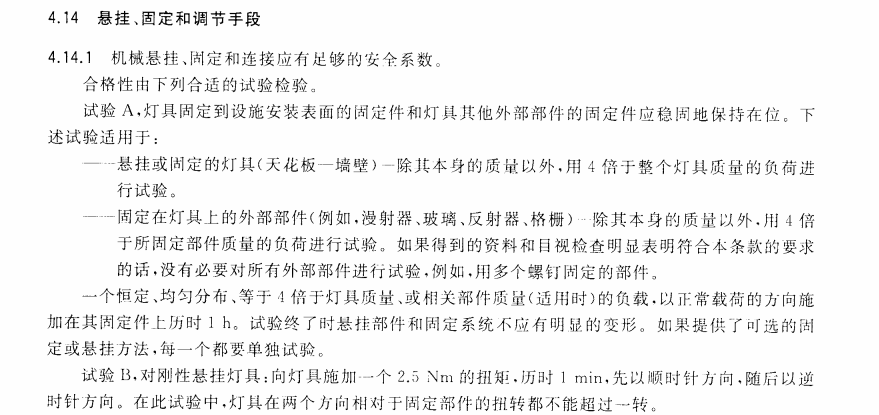 4.14 悬挂、固定和调节手段
4.14.1 机械悬挂、固定和连接应有足够的安全系数。
合格性由下列合适的试验检验。
试验 A,灯具固定到设施安装表面的固定件和灯具其他外部部件的固定件应稳固地保持在位。下
述试验适用于:
——悬挂或固定的灯具(天花板—墙壁)—除其本身的质量以外,用 4 倍于整个灯具质量的负荷进
行试验。
——固定在灯具上的外部部件(例如,漫射器、玻璃、反射器、格栅)—除其本身的质量以外,用 4 倍
于所固定部件质量的负荷进行试验。如果得到的资料和目视检查明显表明符合本条款的要求
的话,没有必要对所有外部部件进行试验,例如,用多个螺钉固定的部件。
一个恒定、均匀分布、等于 4 倍于灯具质量、或相关部件质量(适用时)的负载,以正常载荷的方向施
加在其固定件上历时 1 h。试验终了时悬挂部件和固定系统不应有明显的变形。如果提供了可选的固
定或悬挂方法,每一个都要单独试验。
试验 B,对刚性悬挂灯具:向灯具施加一个 2.5 Nm 的扭矩,历时 1 min,先以顺时针方向,随后以逆
时针方向。在此试验中,灯具在两个方向相对于固定部件的扭转都不能超过一转。